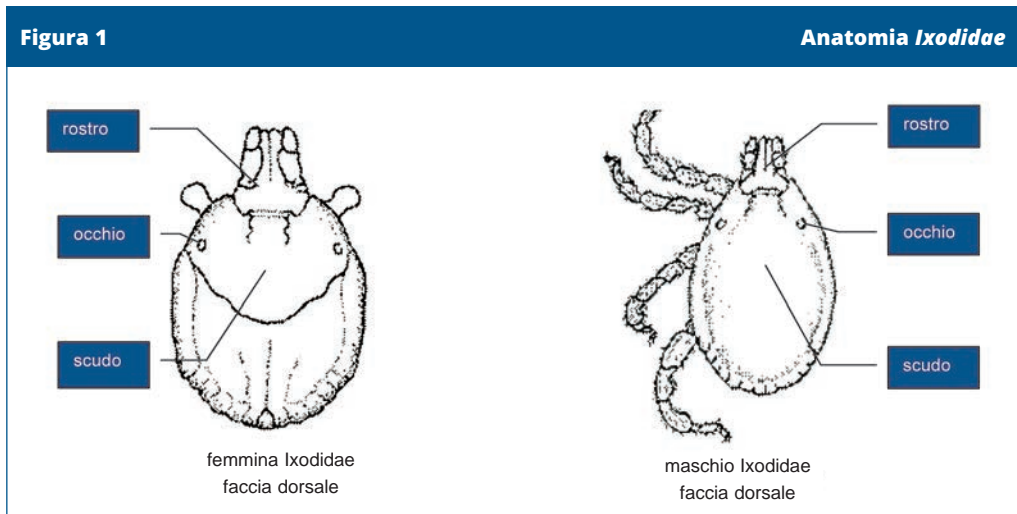 Figura 1
Anatomia Ixodidae
rostro
occhio
scudo
femmina Ixodidae
faccia dorsale
rostro
occhio
scudo
maschio Ixodidae
faccia dorsale